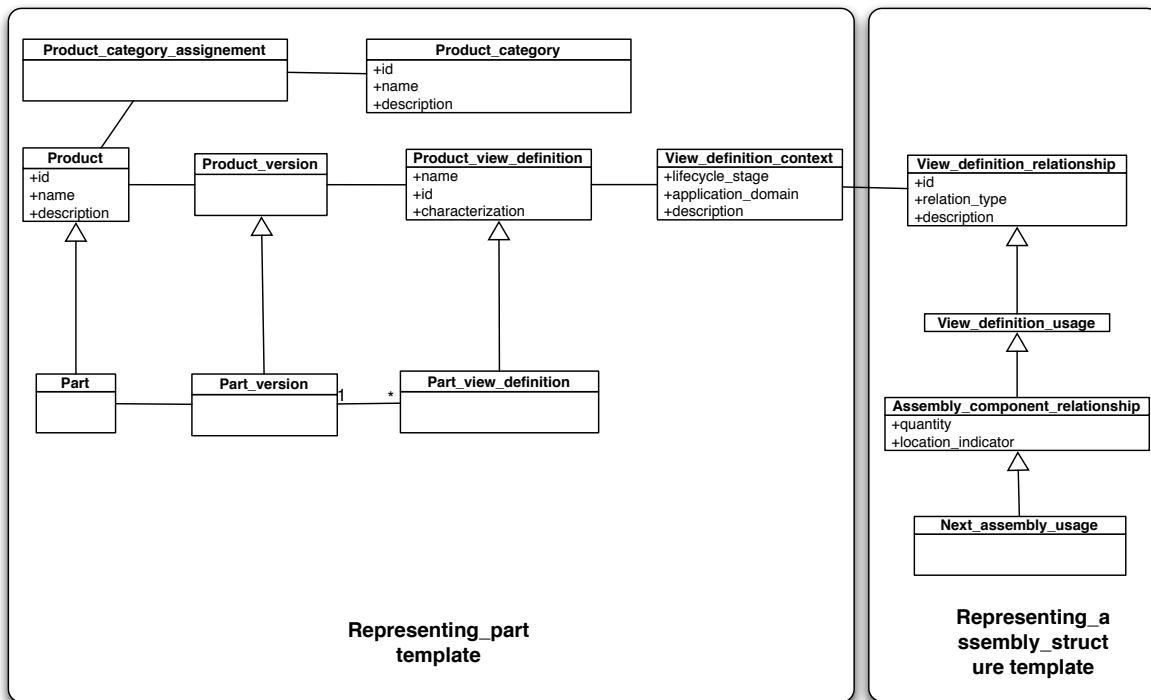 Product_category_assignement
Product_category
+id
+name
+description
Product
+id
+name
+description
Product_version
Product_view_definition
+name
+id
+characterization
View_definition_context
+lifecycle_stage
+application_domain
+description
Part
Part_version
1
*
Part_view_definition
Representing_part
template
View_definition_relationship
+id
+relation_type
+description
View_definition_usage
Assembly_component_relationship
+quantity
+location_indicator
Next_assembly_usage
Representing_a
ssembly_struct
ure template